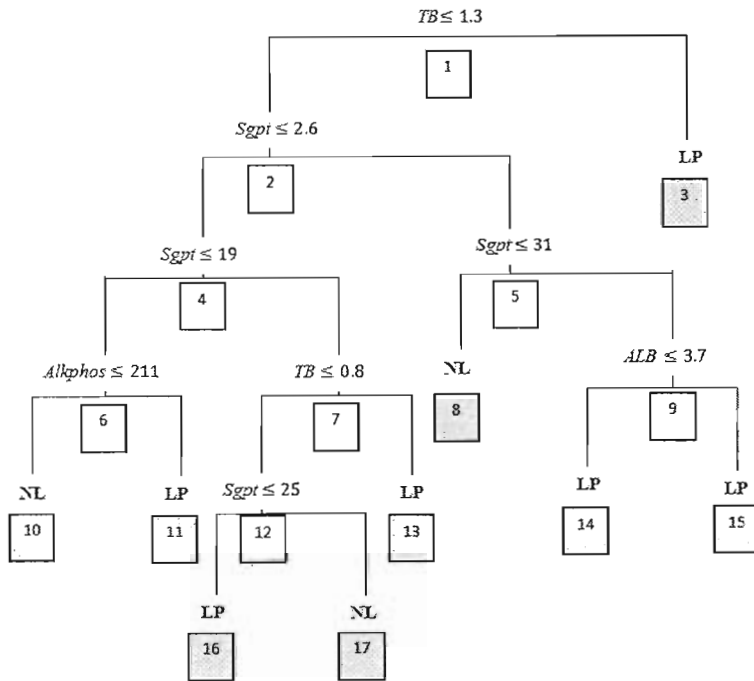 TB ≤ 1.3
1
Sgpt ≤ 2.6
LP
2
3
Sgpt ≤ 19
Sgpt ≤ 31
4
5
Alkphos ≤ 211
TB ≤ 0.8
NL
ALB ≤ 3.7
6
7
8
9
NL
LP
Sgpt ≤ 25
LP
LP
LP
10
11
12
13
14
15
LP
NL
16
17